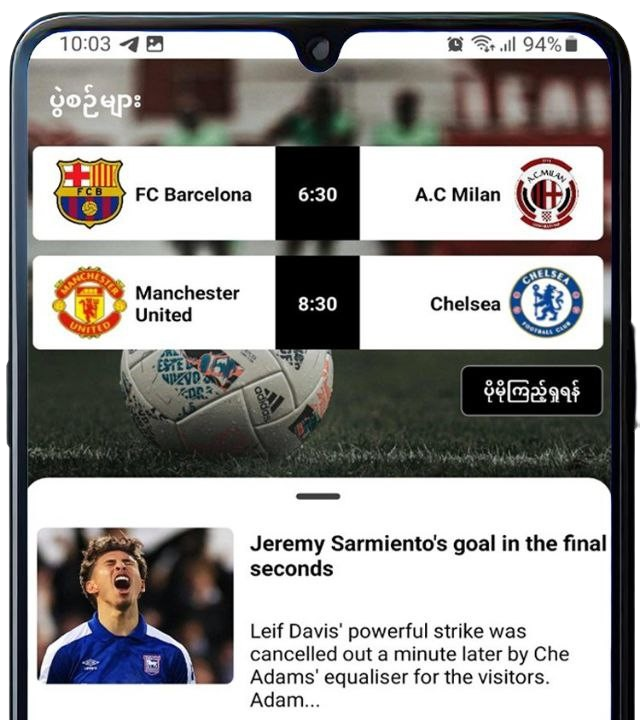 10:03
94%
ပွဲစဉ်များ
FCB
FC Barcelona
6:30
A.C Milan
A.C.MILAN
MANCHESTER
UNITED
Manchester
United
8:30
Chelsea
CHELSEA
FOOTBALL CLUB
adidas
ပိုမိုကြည့်ရှုရန်
Jeremy Sarmiento's goal in the final
seconds
Leif Davis' powerful strike was
cancelled out a minute later by Che
Adams' equaliser for the visitors.
Adam...